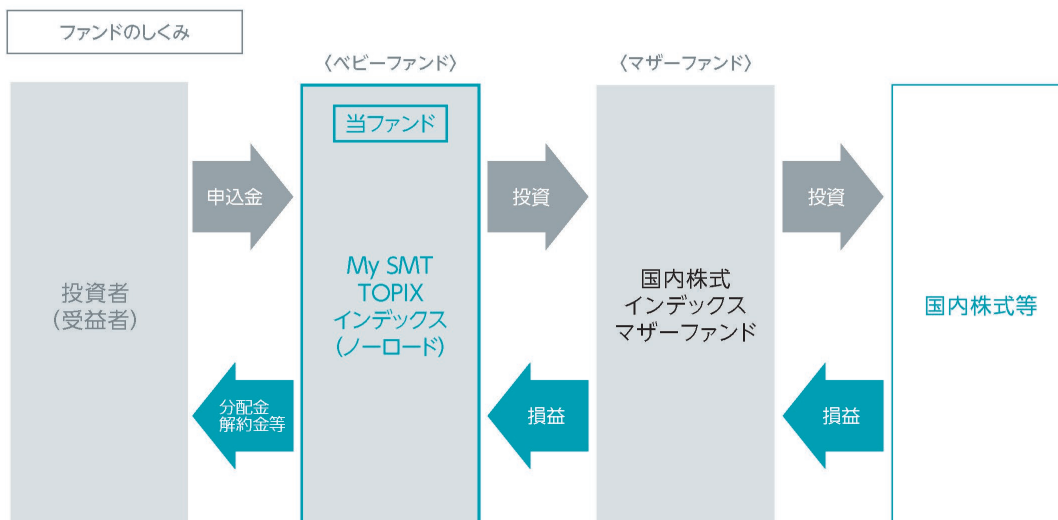 ファンドのしくみ
〈ベビーファンド〉
〈マザーファンド〉
当ファンド
申込金
投資
投資
投資者
(受益者)
My SMT
TOPIX
インデックス
(ノーロード)
国内株式
インデックス
マザーファンド
国内株式等
分配金
解約金等
損益
損益